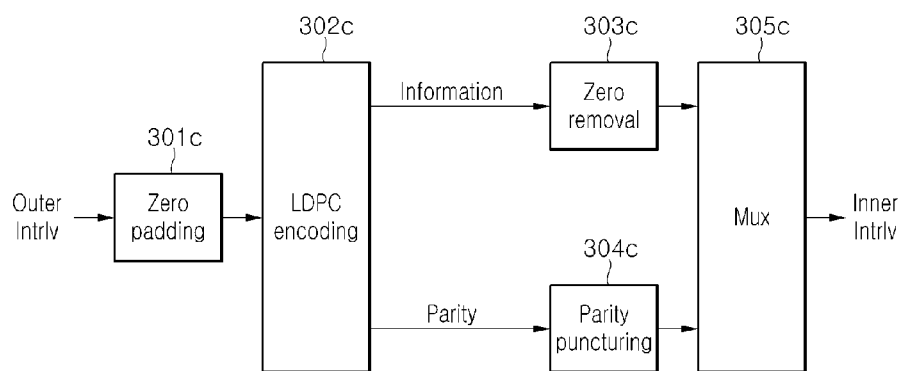 302c
303c
305c
Information
Zero
removal
301c
Outer
Intrlv
Zero
padding
LDPC
encoding
Mux
Inner
Intrlv
304c
Parity
Parity
puncturing